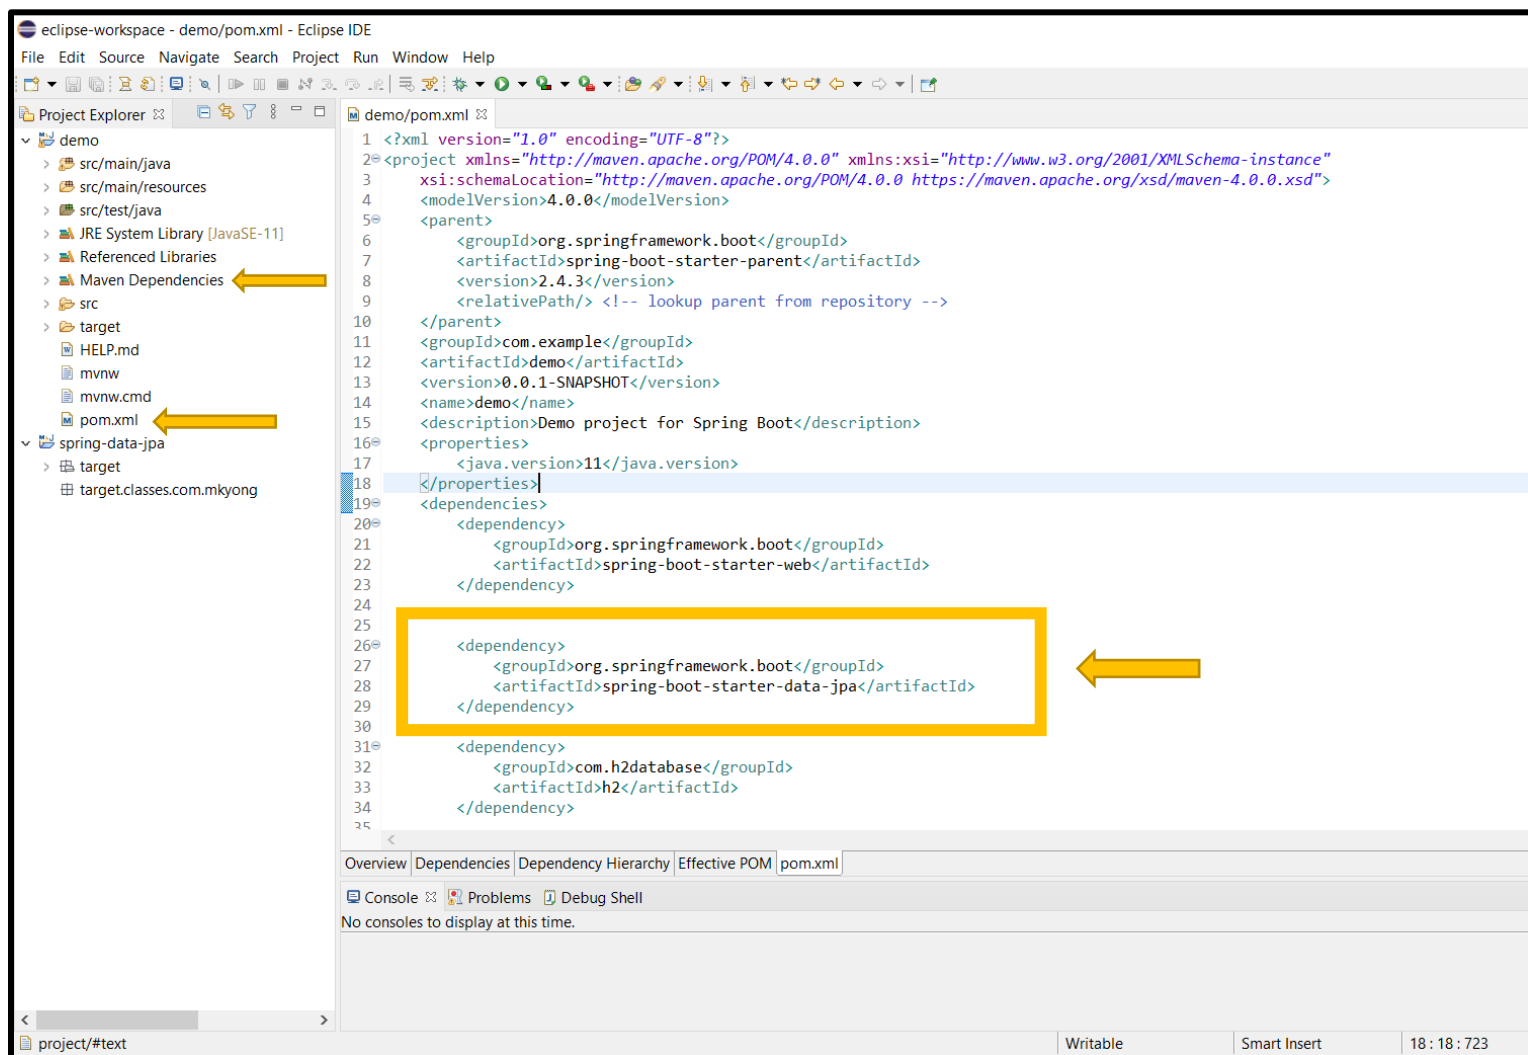 eclipse-workspace - demo/pom.xml - Eclipse IDE
File Edit Source Navigate Search Project Run Window Help
Project Explorer
demo
src/main/java
src/main/resources
src/test/java
JRE System Library [JavaSE-11]
Referenced Libraries
Maven Dependencies
src
target
HELP.md
mvnw
mvnw.cmd
pom.xml
spring-data-jpa
target
target.classes.com.mkyong
demo/pom.xml
1 <?xml version="1.0" encoding="UTF-8"?>
2 <project xmlns="http://maven.apache.org/POM/4.0.0" xmlns:xsi="http://www.w3.org/2001/XMLSchema-instance"
3 xsi:schemaLocation="http://maven.apache.org/POM/4.0.0 https://maven.apache.org/xsd/maven-4.0.0.xsd">
4 <modelVersion>4.0.0</modelVersion>
5 <parent>
6 <groupId>org.springframework.boot</groupId>
7 <artifactId>spring-boot-starter-parent</artifactId>
8 <version>2.4.3</version>
9 <relativePath/> <!-- lookup parent from repository -->
10 </parent>
11 <groupId>com.example</groupId>
12 <artifactId>demo</artifactId>
13 <version>0.0.1-SNAPSHOT</version>
14 <name>demo</name>
15 <description>Demo project for Spring Boot</description>
16 <properties>
17 <java.version>11</java.version>
18 </properties>
19 <dependencies>
20 <dependency>
21 <groupId>org.springframework.boot</groupId>
22 <artifactId>spring-boot-starter-web</artifactId>
23 </dependency>
24
25
26 <dependency>
27 <groupId>org.springframework.boot</groupId>
28 <artifactId>spring-boot-starter-data-jpa</artifactId>
29 </dependency>
30
31 <dependency>
32 <groupId>com.h2database</groupId>
33 <artifactId>h2</artifactId>
34 </dependency>
35
Overview Dependencies Dependency Hierarchy Effective POM pom.xml
Console Problems Debug Shell
No consoles to display at this time.
project/#text Writable Smart Insert 18 : 18 : 723